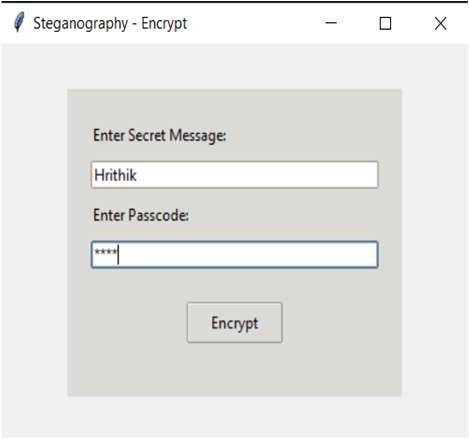 Steganography - Encrypt
Enter Secret Message:
Hrithik
Enter Passcode:
****
Encrypt